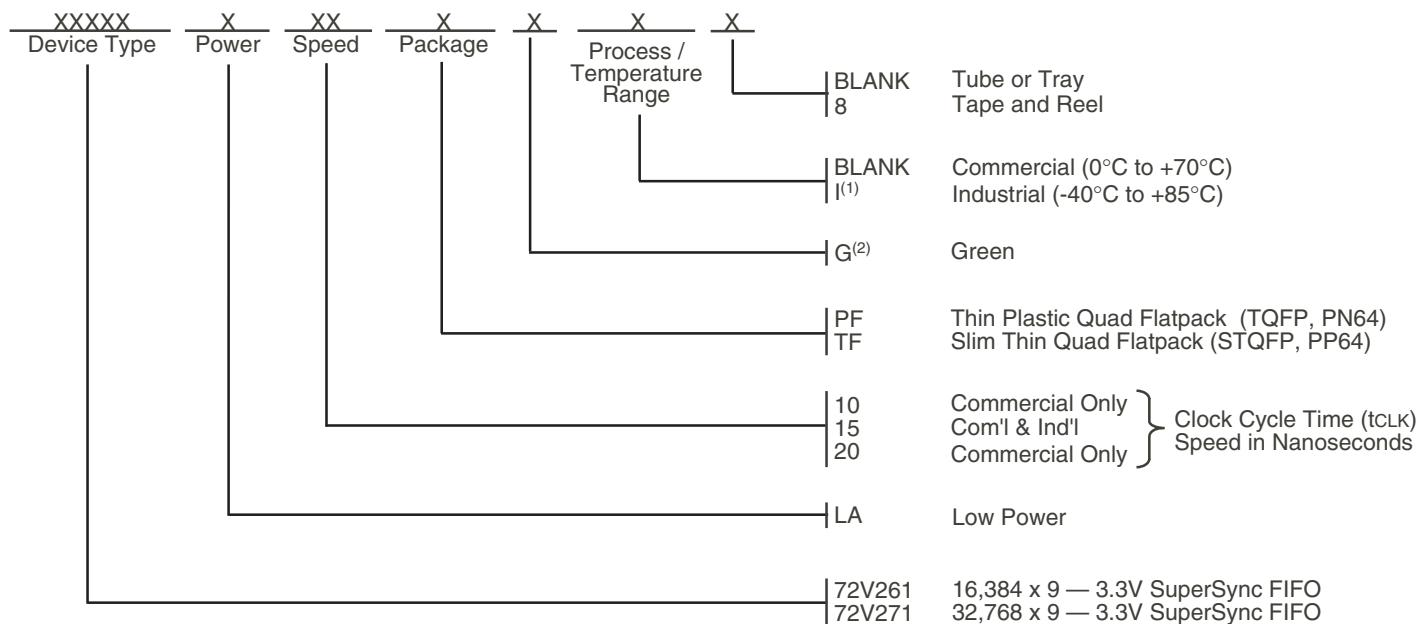 XXXXX X XX X X X X
Device Type Power Speed Package
Process /
Temperature
Range
BLANK Tube or Tray
8 Tape and Reel
BLANK Commercial (0°C to +70°C)
I(1) Industrial (-40°C to +85°C)
G(2) Green
PF Thin Plastic Quad Flatpack (TQFP, PN64)
TF Slim Thin Quad Flatpack (STQFP, PP64)
10 Commercial Only
15 Com'l & Ind'l
20 Commercial Only
Clock Cycle Time (tCLK)
Speed in Nanoseconds
LA Low Power
72V261 16,384 x 9 — 3.3V SuperSync FIFO
72V271 32,768 x 9 — 3.3V SuperSync FIFO